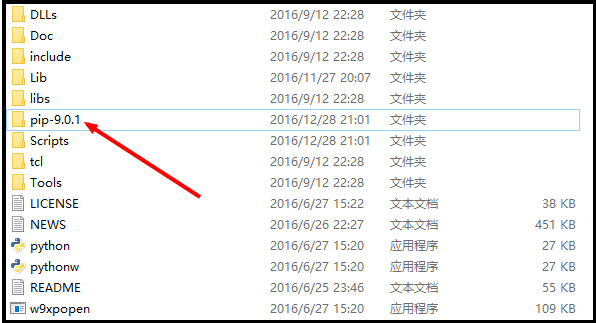 DLLs 2016/9/12 22:28 文件夹
Doc 2016/9/12 22:28 文件夹
include 2016/9/12 22:28 文件夹
Lib 2016/11/27 20:07 文件夹
libs 2016/9/12 22:28 文件夹
pip-9.0.1 2016/12/28 21:01 文件夹
Scripts 2016/12/28 21:01 文件夹
tcl 2016/9/12 22:28 文件夹
Tools 2016/9/12 22:28 文件夹
LICENSE 2016/6/27 15:22 文本文档 38 KB
NEWS 2016/6/26 22:27 文本文档 451 KB
python 2016/6/27 15:20 应用程序 27 KB
pythonw 2016/6/27 15:20 应用程序 27 KB
README 2016/6/25 23:46 文本文档 55 KB
w9xpopen 2016/6/27 15:20 应用程序 109 KB